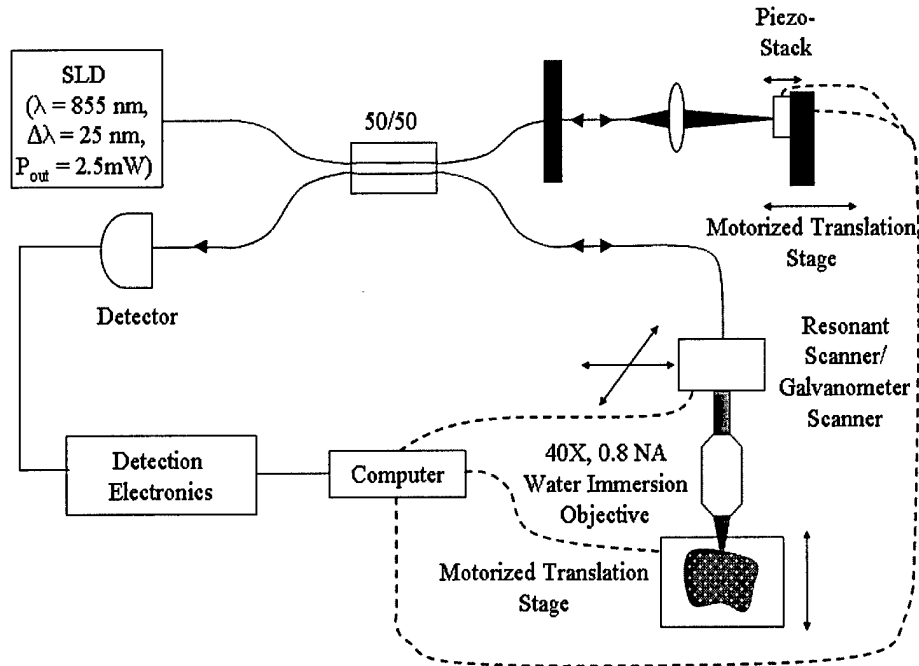 SLD
(λ = 855 nm,
Δλ = 25 nm,
P_out = 2.5mW)
50/50
Piezo-
Stack
Motorized Translation
Stage
Detector
Resonant
Scanner/
Galvanometer
Scanner
Detection
Electronics
Computer
40X, 0.8 NA
Water Immersion
Objective
Motorized Translation
Stage